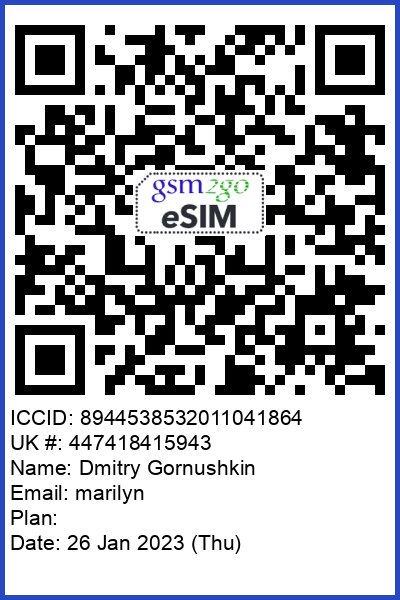 gsm2go
eSIM
ICCID: 8944538532011041864
UK #: 447418415943
Name: Dmitry Gornushkin
Email: marilyn
Plan:
Date: 26 Jan 2023 (Thu)